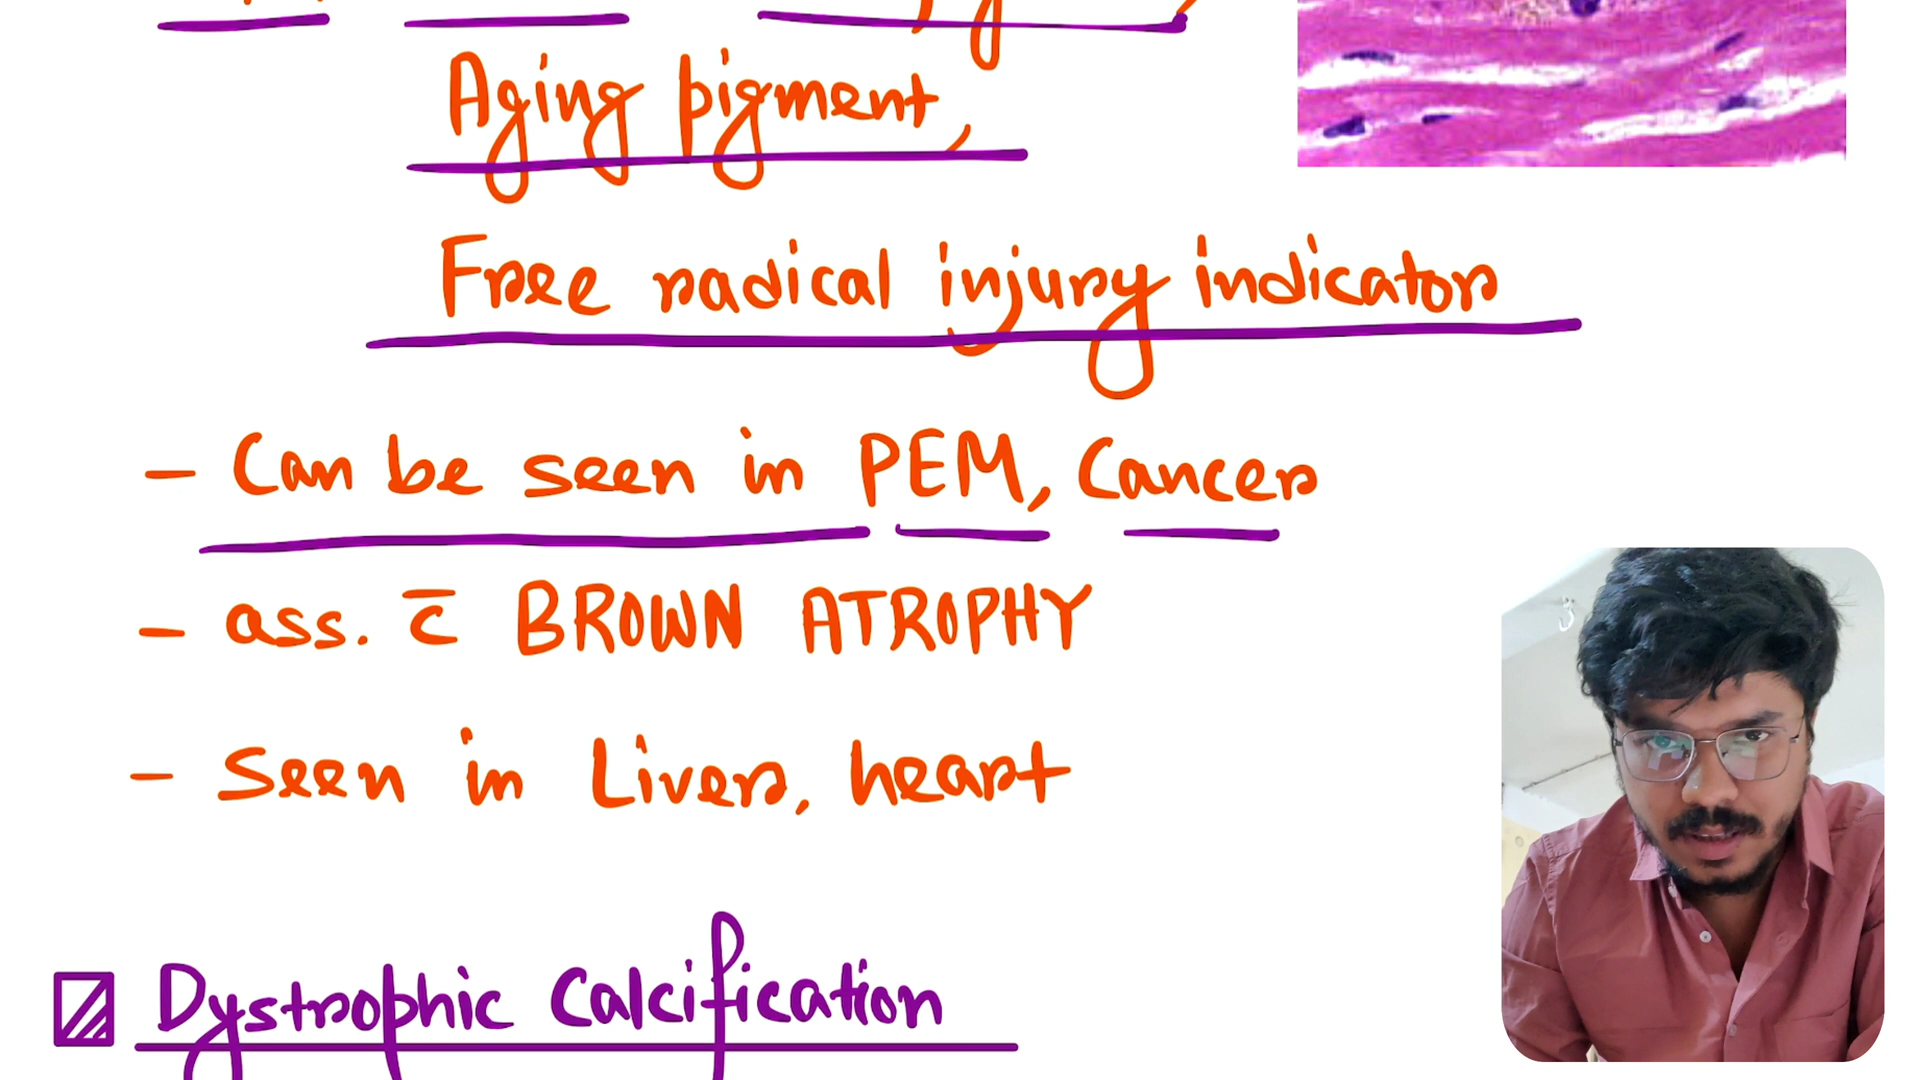 Aging pigment,
Free radical injury indicator
- Can be seen in PEM, Cancer
- ass. c̅ BROWN ATROPHY
- Seen in Liver, heart
Dystrophic Calcification